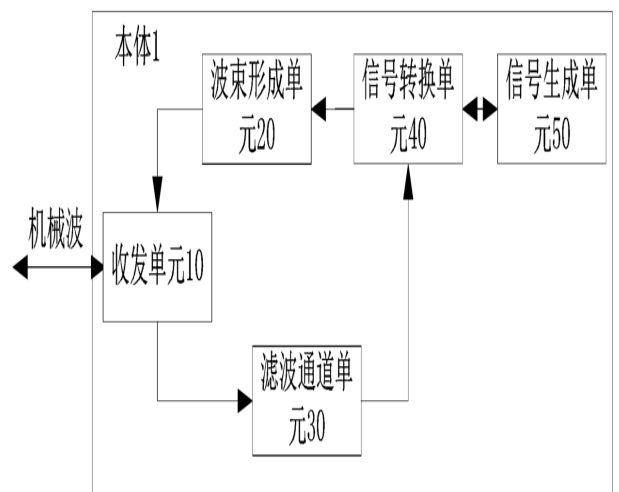 本体1
波束形成单
元20
信号转换单
元40
信号生成单
元50
机械波
收发单元10
滤波通道单
元30